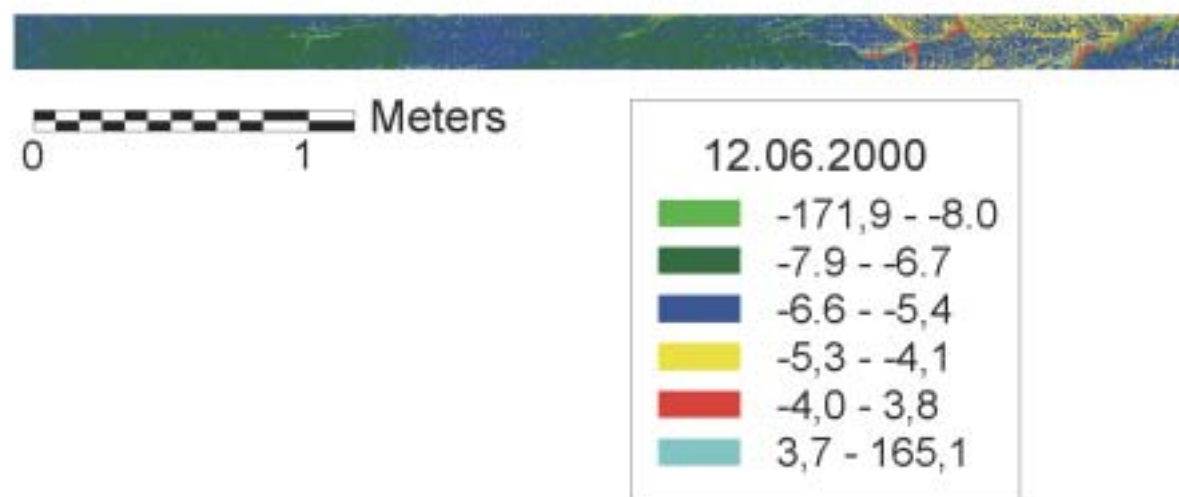 Meters
0 1
12.06.2000
-171,9 - -8.0
-7.9 - -6.7
-6.6 - -5,4
-5,3 - -4,1
-4,0 - 3,8
3,7 - 165,1